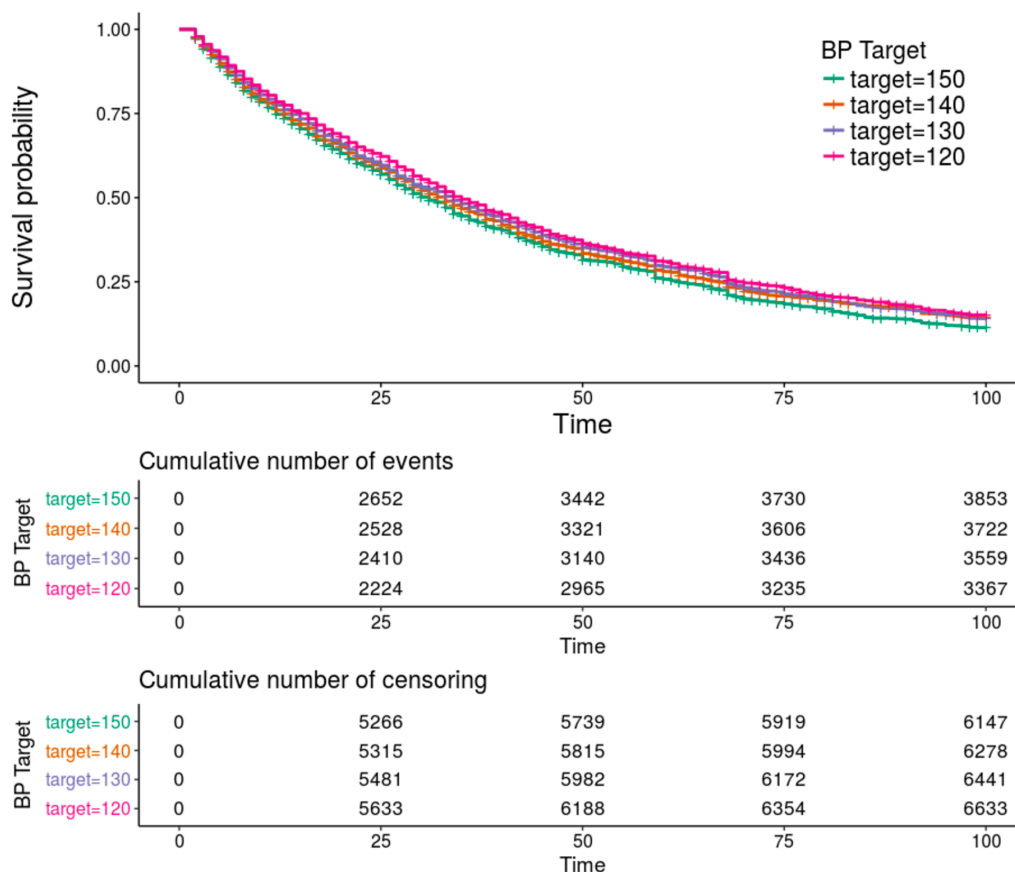 Survival probability
1.00
0.75
0.50
0.25
0.00
BP Target
target=150
target=140
target=130
target=120
0 25 50 75 100
Time
Cumulative number of events
BP Target
target=150 0 2652 3442 3730 3853
target=140 0 2528 3321 3606 3722
target=130 0 2410 3140 3436 3559
target=120 0 2224 2965 3235 3367
0 25 50 75 100
Time
Cumulative number of censoring
BP Target
target=150 0 5266 5739 5919 6147
target=140 0 5315 5815 5994 6278
target=130 0 5481 5982 6172 6441
target=120 0 5633 6188 6354 6633
0 25 50 75 100
Time